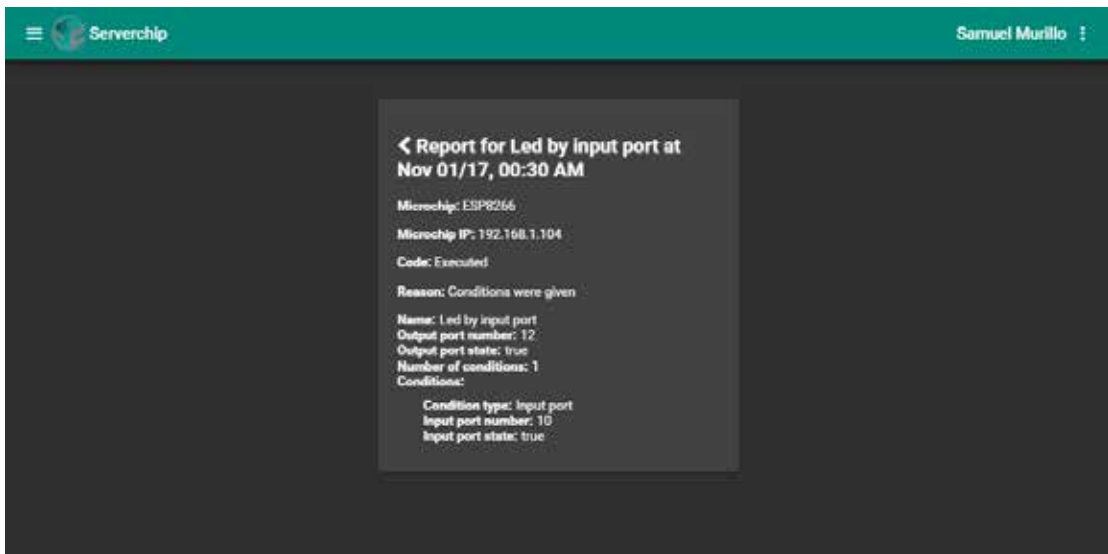 Serverchip
Samuel Murillo
Report for Led by input port at
Nov 01/17, 00:30 AM
Microchip: ESP8266
Microchip IP: 192.168.1.104
Code: Executed
Reason: Conditions were given
Name: Led by input port
Output port number: 12
Output port state: true
Number of conditions: 1
Conditions:
Condition type: Input port
Input port number: 10
Input port state: true